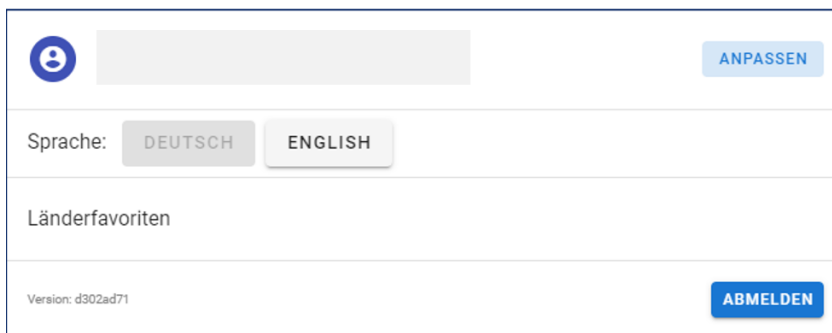 ANPASSEN
Sprache: DEUTSCH ENGLISH
Länderfavoriten
Version: d302ad71 ABMELDEN